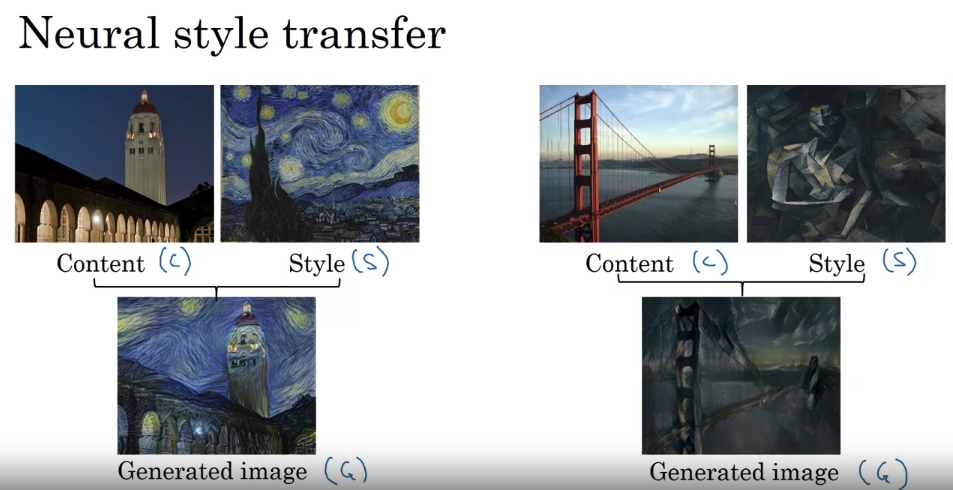 Neural style transfer
Content (C)
Style (S)
Generated image (G)
Content (C)
Style (S)
Generated image (G)